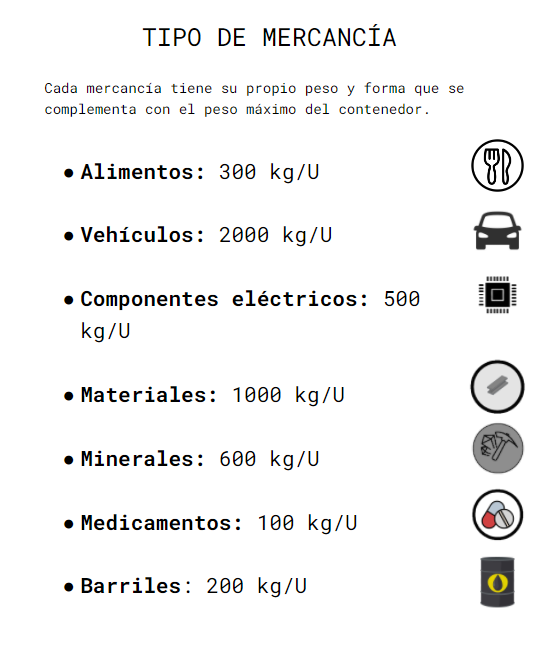 TIPO DE MERCANCÍA
Cada mercancía tiene su propio peso y forma que se
complementa con el peso máximo del contenedor.
● Alimentos: 300 kg/U
● Vehículos: 2000 kg/U
● Componentes eléctricos: 500
kg/U
● Materiales: 1000 kg/U
● Minerales: 600 kg/U
● Medicamentos: 100 kg/U
● Barriles: 200 kg/U